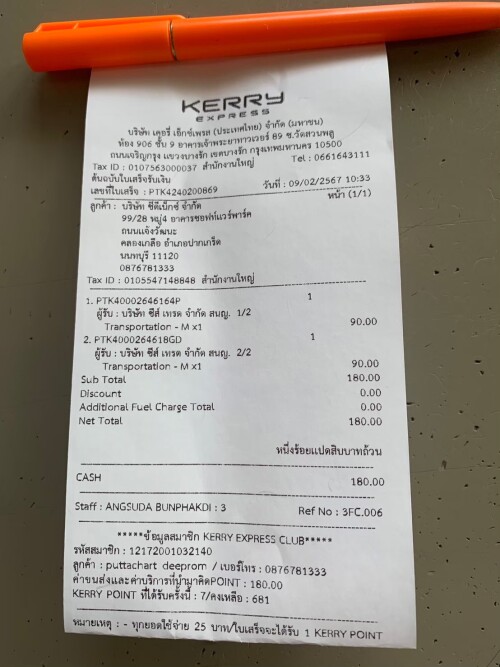 KERRY
EXPRESS
บริษัท เคอรี่ เอ็กซ์เพรส (ประเทศไทย) จำกัด (มหาชน)
ห้อง 906 ชั้น 9 อาคารเจ้าพระยาทาวเวอร์ 89 ซ.วัดสวนพลู
ถนนเจริญกรุง แขวงบางรัก เขตบางรัก กรุงเทพมหานคร 10500
Tax ID : 0107563000037 สำนักงานใหญ่ Tel : 0661643111
ต้นฉบับใบเสร็จรับเงิน
เลขที่ใบเสร็จ : PTK4240200869 วันที่ : 09/02/2567 10:33
หน้า (1/1)
ลูกค้า : บริษัท ซีดีเน็กซ์ จำกัด
99/28 หมู่4 อาคารซอฟท์แวร์พาร์ค
ถนนแจ้งวัฒนะ
คลองเกลือ อำเภอปากเกร็ด
นนทบุรี 11120
0876781333
Tax ID : 0105547148848 สำนักงานใหญ่
1. PTK40002646164P 1
ผู้รับ : บริษัท ซีส์ เทรด จำกัด สนญ. 1/2
Transportation - M x1 90.00
2. PTK4000264618GD 1
ผู้รับ : บริษัท ซีส์ เทรด จำกัด สนญ. 2/2
Transportation - M x1 90.00
Sub Total 180.00
Discount 0.00
Additional Fuel Charge Total 0.00
Net Total 180.00
หนึ่งร้อยแปดสิบบาทถ้วน
CASH 180.00
Staff : ANGSUDA BUNPHAKDI : 3 Ref No : 3FC.006
*****ข้อมูลสมาชิก KERRY EXPRESS CLUB*****
รหัสสมาชิก : 12172001032140
ลูกค้า : puttachart deeprom / เบอร์โทร : 0876781333
ค่าขนส่งและค่าบริการที่นำมาคิดPOINT : 180.00
KERRY POINT ที่ได้รับครั้งนี้ : 7/คงเหลือ : 681
หมายเหตุ : - ทุกยอดใช้จ่าย 25 บาท/ใบเสร็จจะได้รับ 1 KERRY POINT